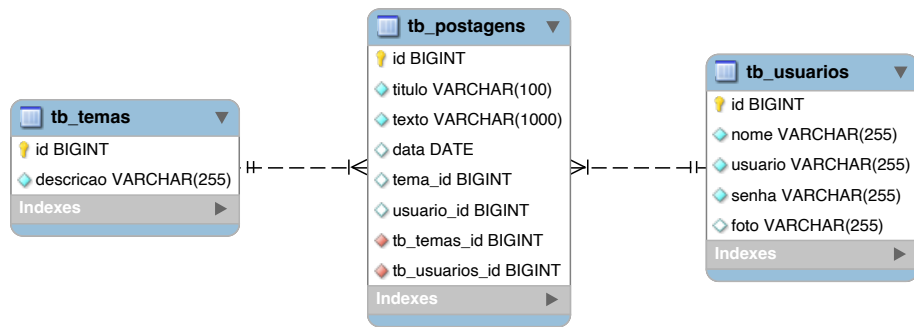 tb_temas
id BIGINT
descricao VARCHAR(255)
Indexes
tb_postagens
id BIGINT
titulo VARCHAR(100)
texto VARCHAR(1000)
data DATE
tema_id BIGINT
usuario_id BIGINT
tb_temas_id BIGINT
tb_usuarios_id BIGINT
Indexes
tb_usuarios
id BIGINT
nome VARCHAR(255)
usuario VARCHAR(255)
senha VARCHAR(255)
foto VARCHAR(255)
Indexes